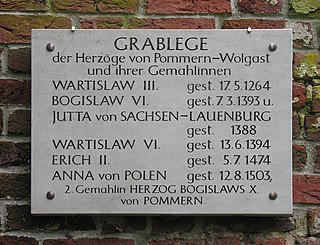 GRABLEGE
der Herzöge von Pommern-Wolgast
und ihrer Gemahlinnen
WARTISLAW III. gest. 17.5.1264
BOGISLAW VI. gest. 7.3.1393 u.
JUTTA von SACHSEN-LAUENBURG
gest. 1388
WARTISLAW VI. gest. 13.6.1394
ERICH II. gest. 5.7.1474
ANNA von POLEN gest. 12.8.1503,
2. Gemahlin HERZOG BOGISLAWS X.
von POMMERN